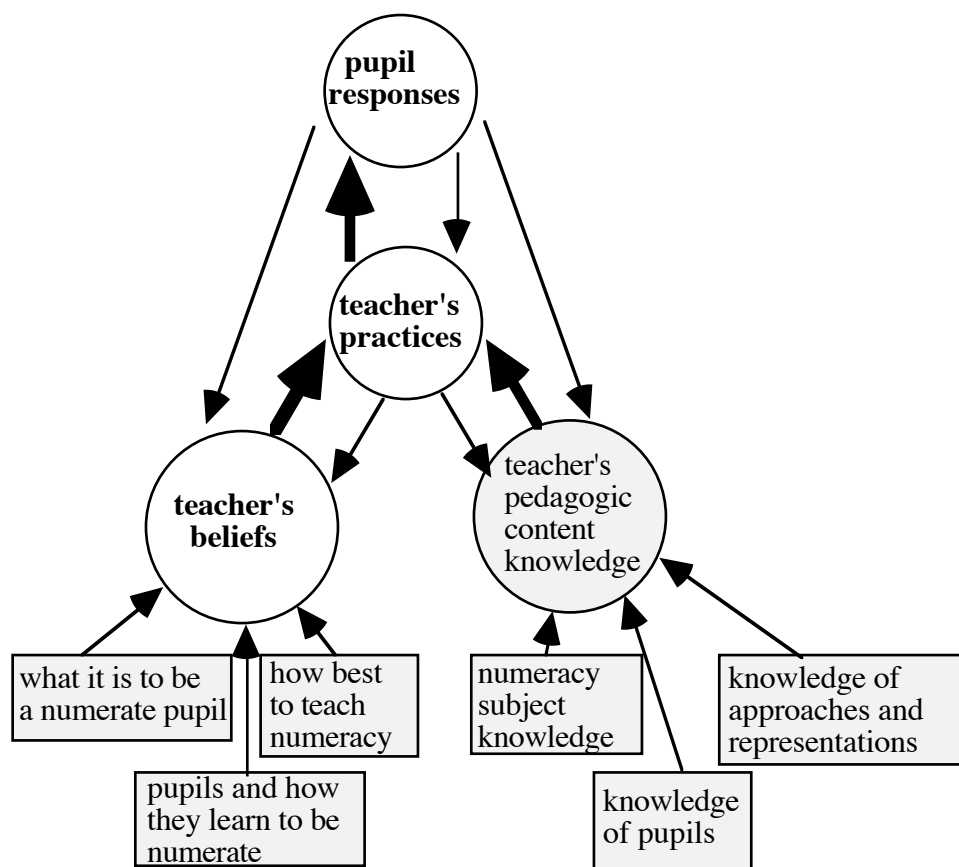 pupil
responses
teacher's
practices
teacher's
beliefs
teacher's
pedagogic
content
knowledge
what it is to be
a numerate pupil
how best
to teach
numeracy
pupils and how
they learn to be
numerate
numeracy
subject
knowledge
knowledge
of pupils
knowledge of
approaches and
representations